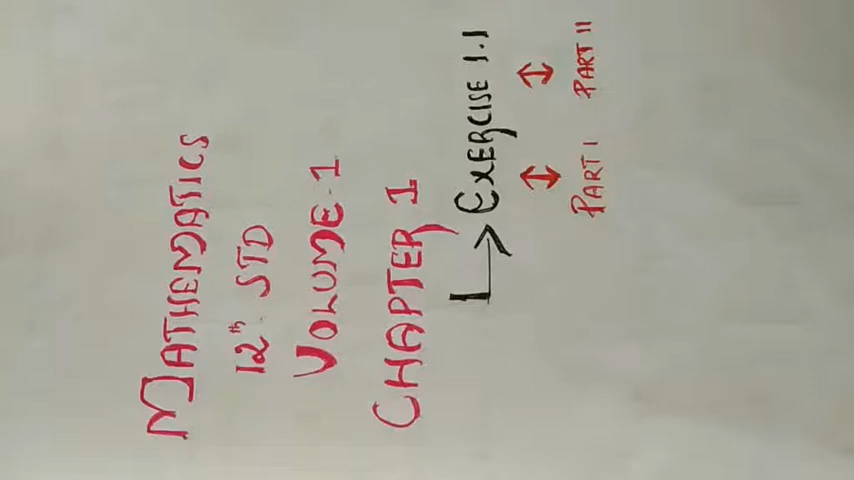 MATHEMATICS
12th STD
VOLUME-1
CHAPTER 1
EXERCISE 1.1
PART I PART II